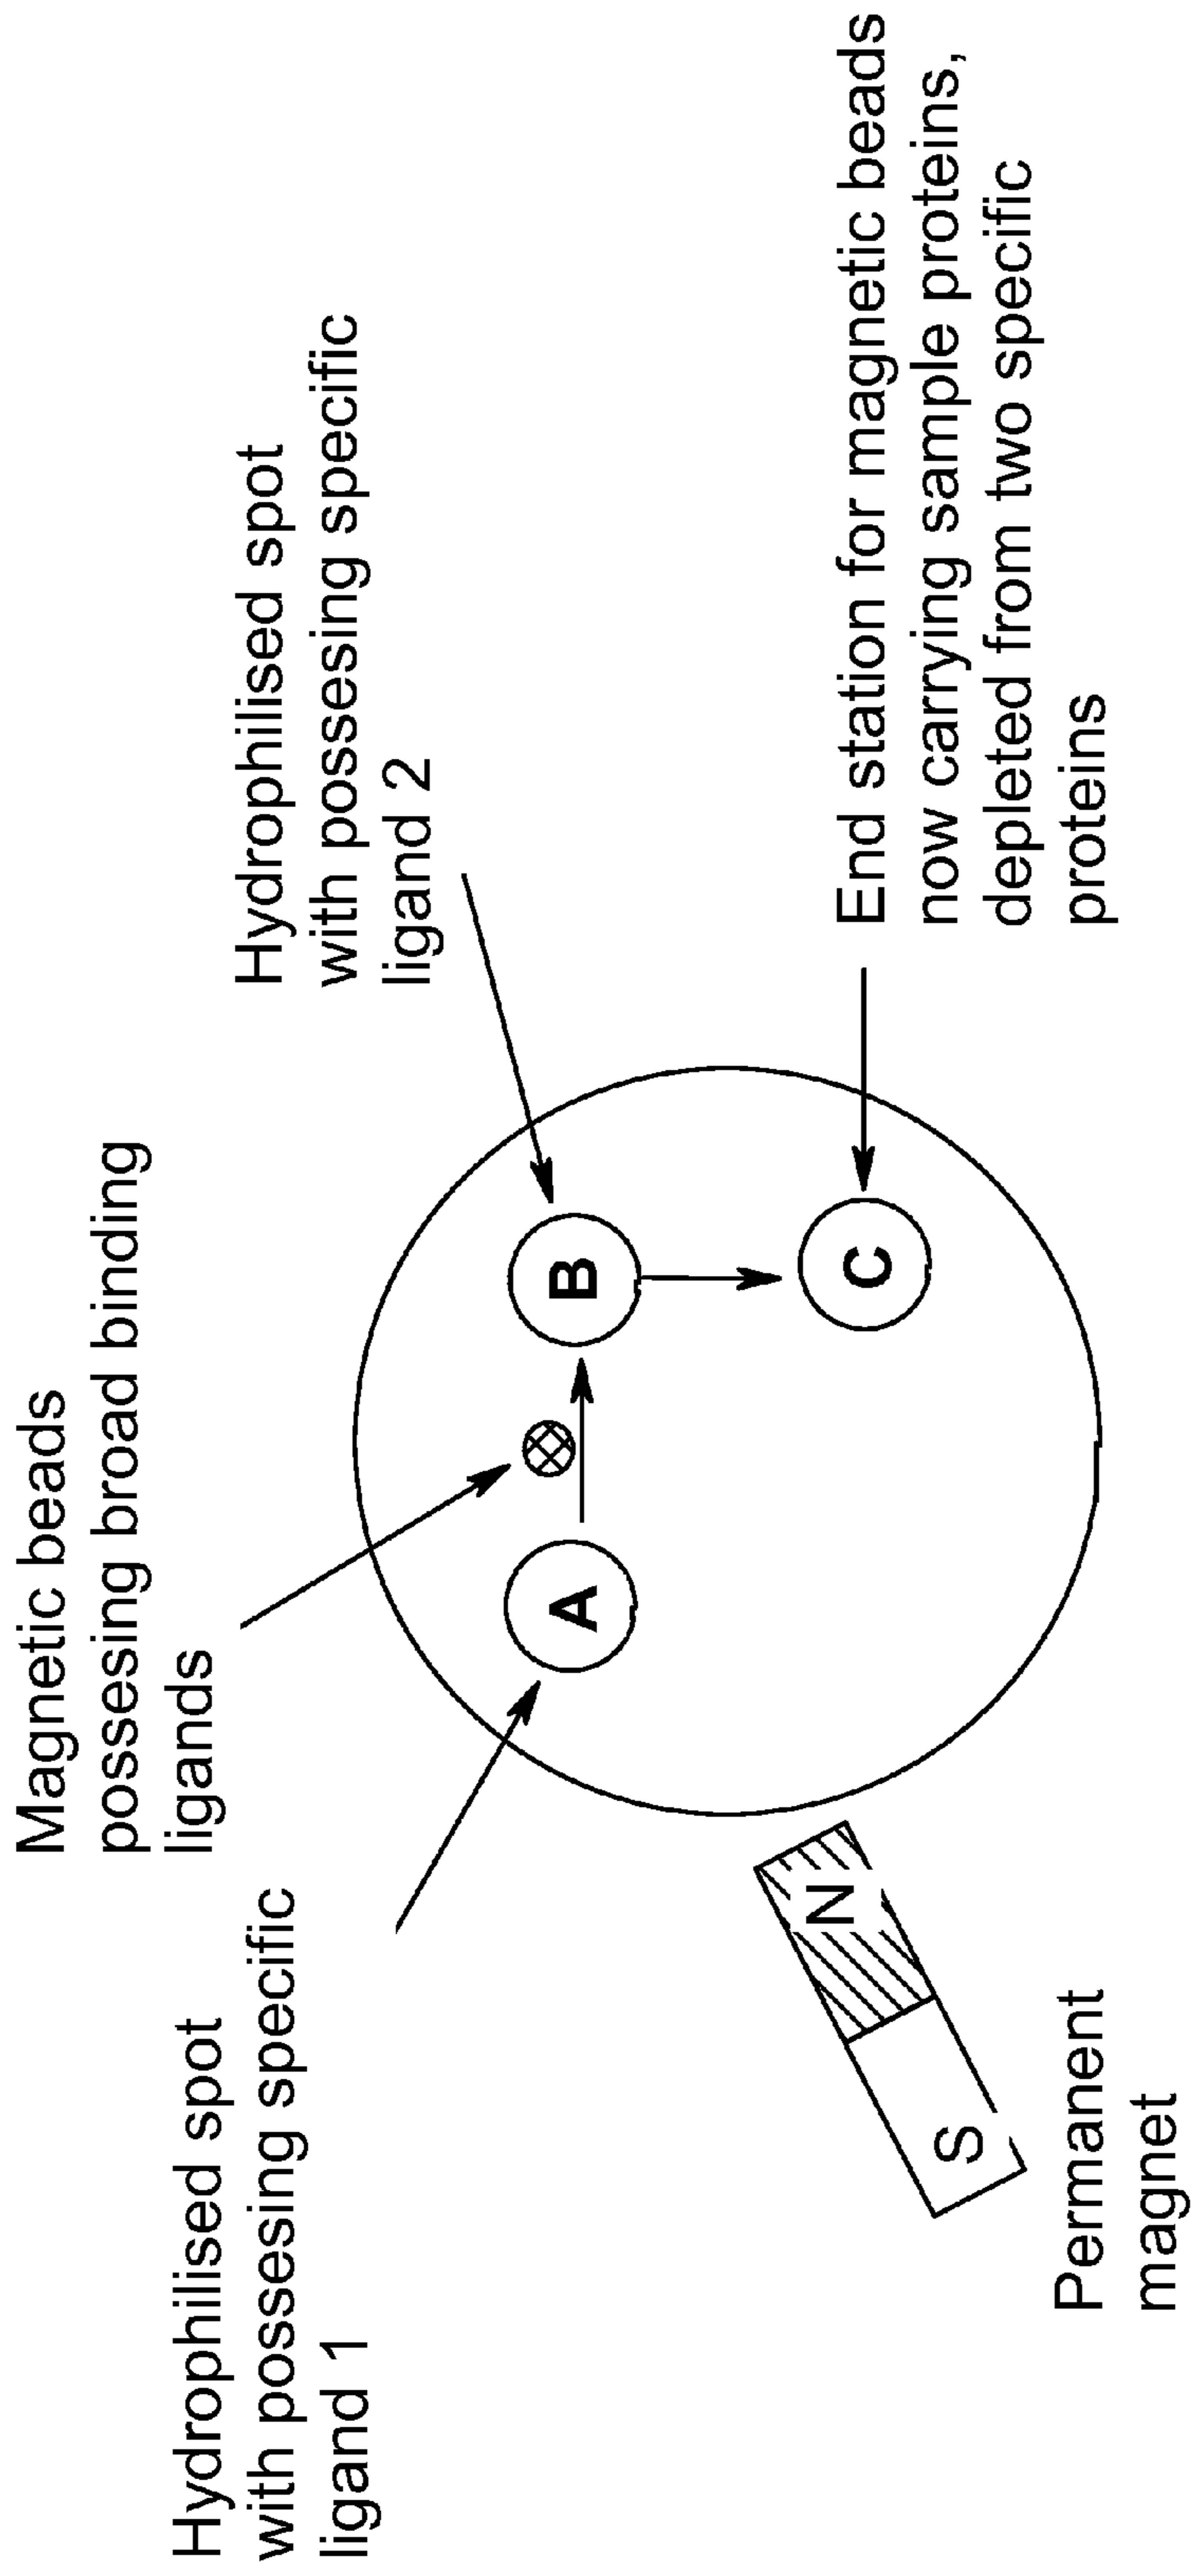 Magnetic beads
possesing broad binding
ligands
Hydrophilised spot
with possesing specific
ligand 1
Hydrophilised spot
with possesing specific
ligand 2
A
B
C
N
S
Permanent
magnet
End station for magnetic beads
now carrying sample proteins,
depleted from two specific
proteins